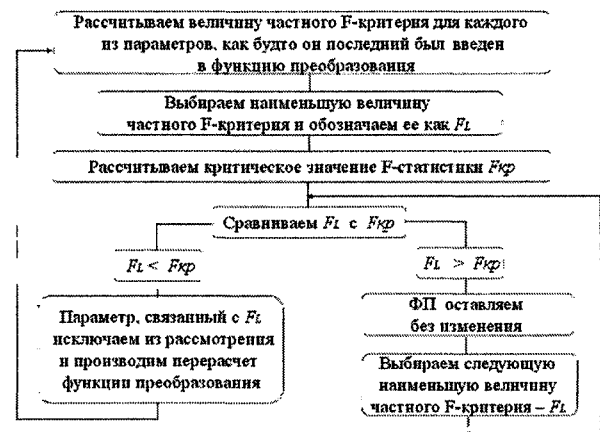 Рассчитываем величину частного F-критерия для каждого
из параметров, как будто он последний был введен
в функцию преобразования
Выбираем наименьшую величину
частного F-критерия и обозначаем ее как FL
Рассчитываем критическое значение F-статистики Fкр
Сравниваем FL с Fкр
FL < Fкр
FL > Fкр
Параметр, связанный с FL
исключаем из рассмотрения
и производим перерасчет
функции преобразования
ФП оставляем
без изменения
Выбираем следующую
наименьшую величину
частного F-критерия – FL